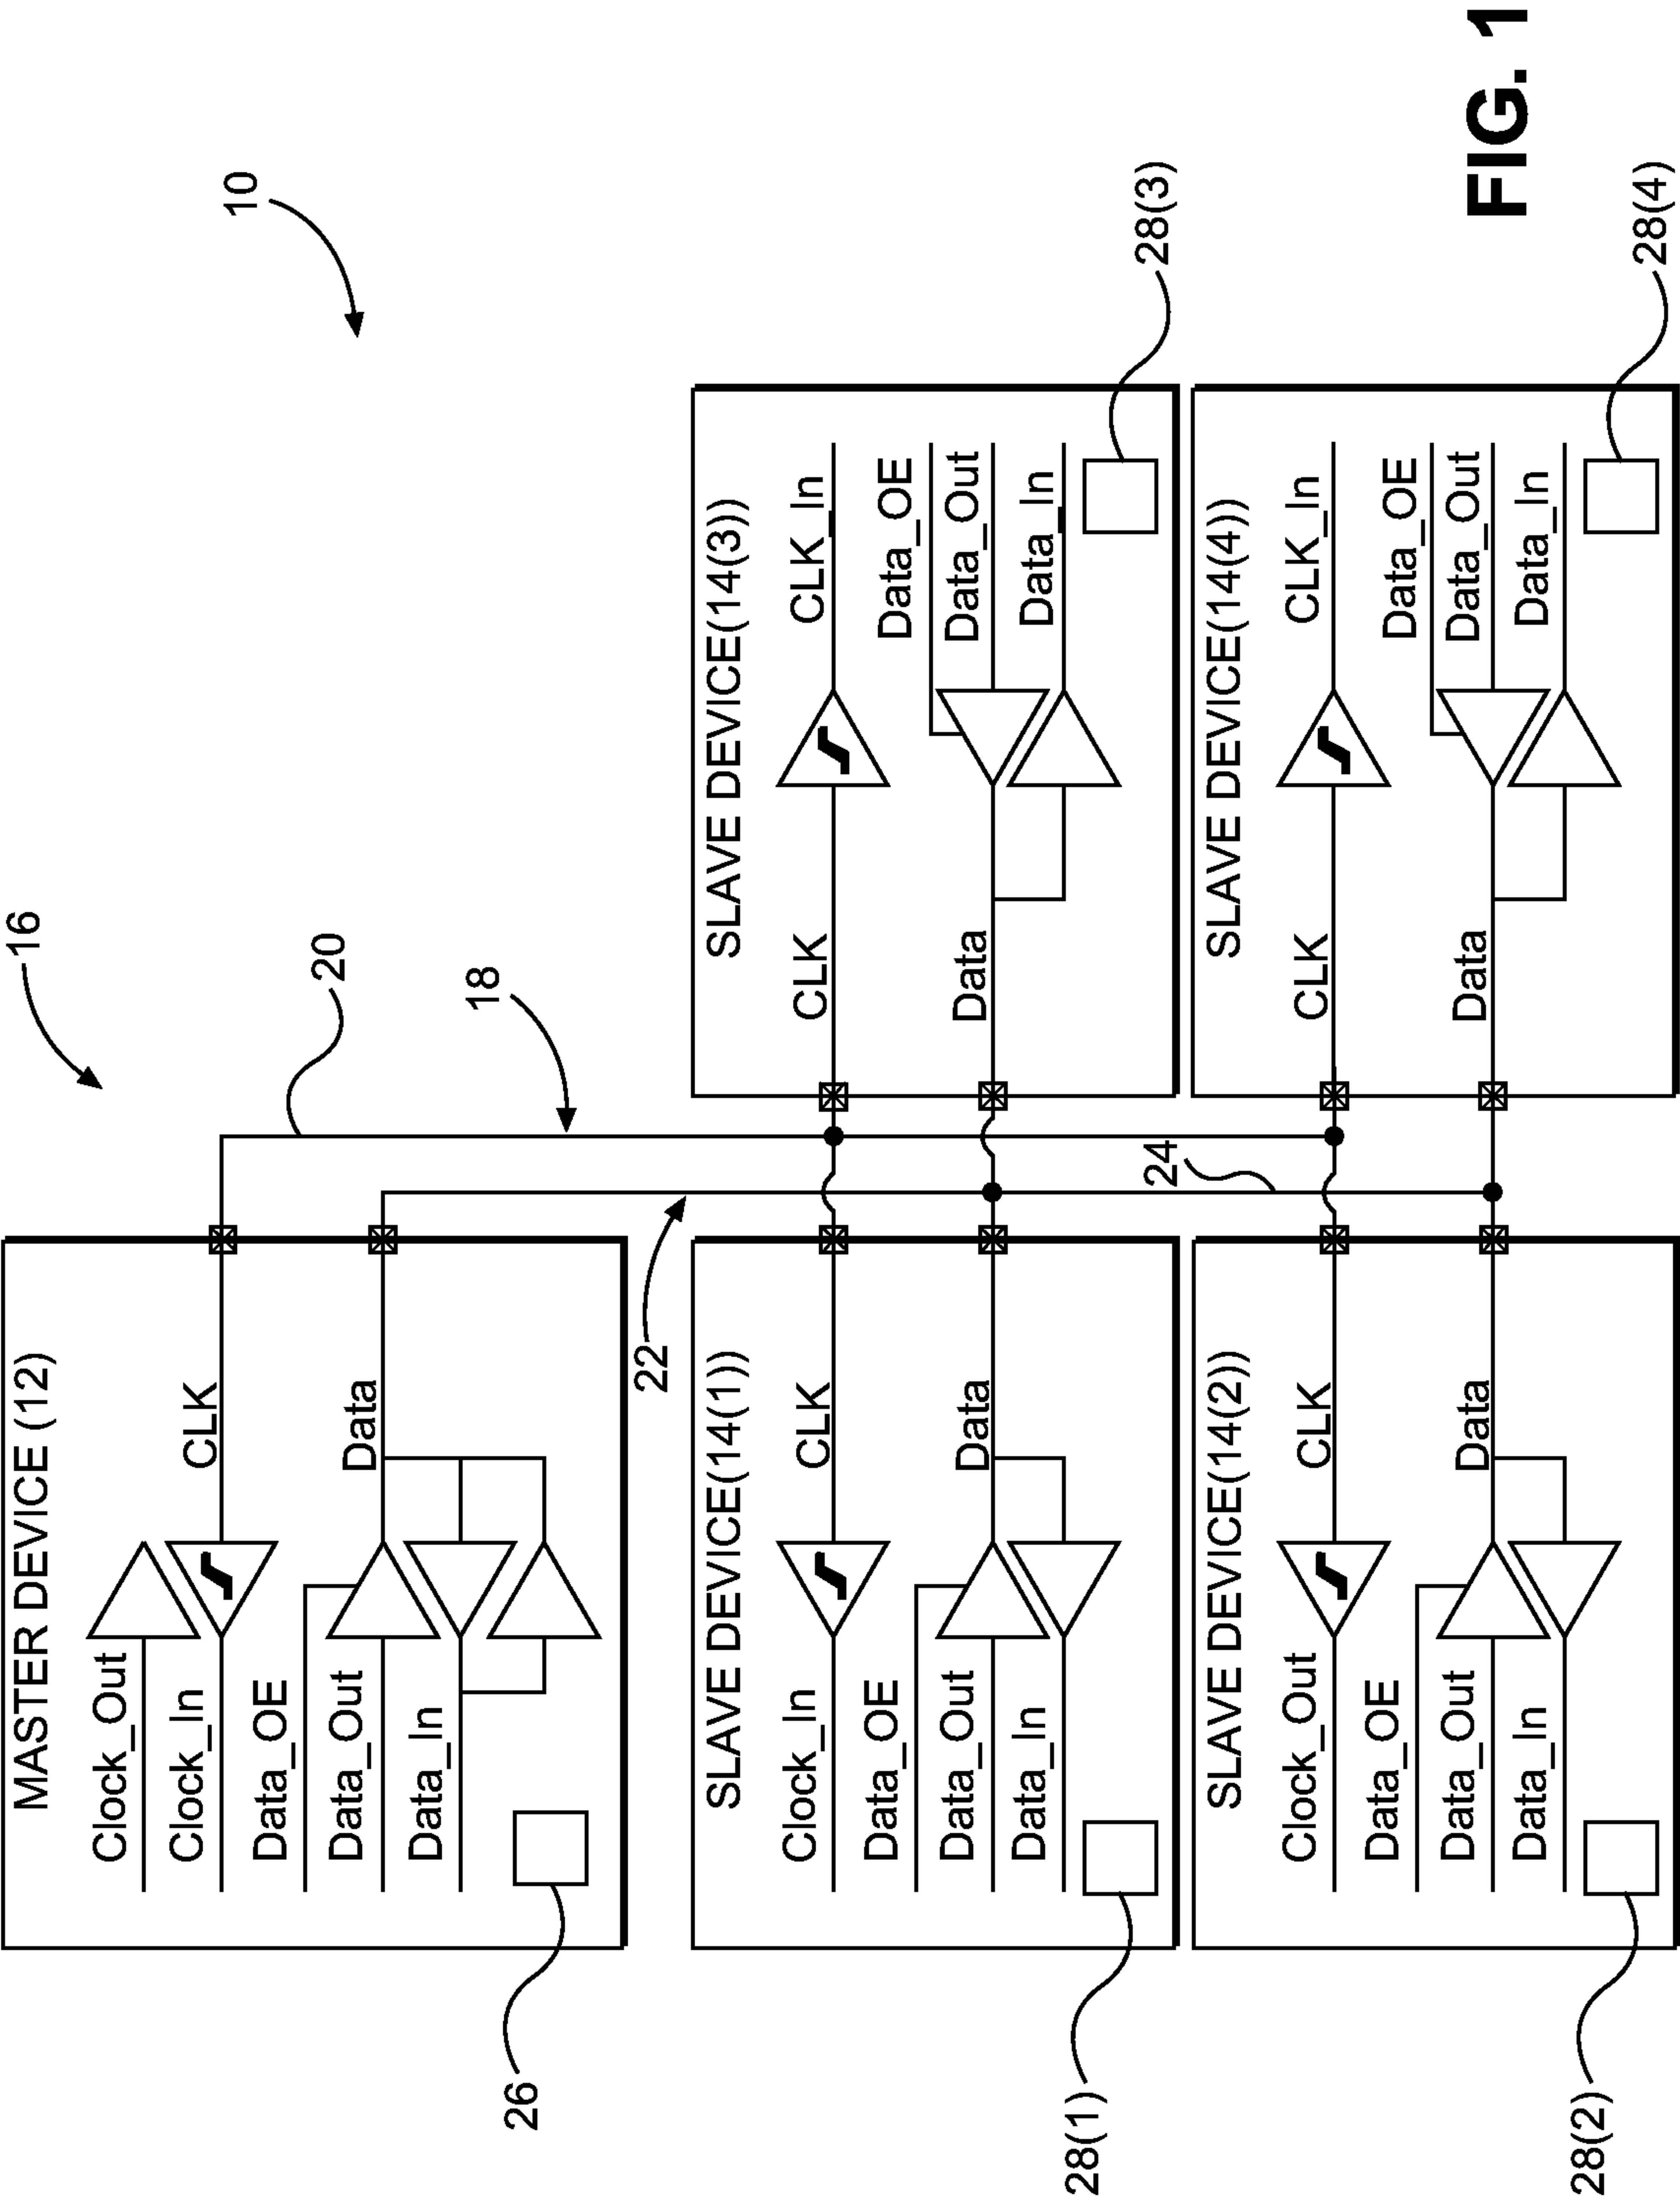 10
16
20
18
MASTER DEVICE (12)
Clock_Out
Clock_In
CLK
Data_OE
Data_Out
Data
Data_In
26
22
SLAVE DEVICE(14(1))
Clock_In
CLK
Data_OE
Data_Out
Data
Data_In
28(1)
SLAVE DEVICE(14(3))
CLK
CLK_In
Data_OE
Data
Data_Out
Data_In
28(3)
24
SLAVE DEVICE(14(2))
Clock_Out
CLK
Data_OE
Data_Out
Data
Data_In
28(2)
SLAVE DEVICE(14(4))
CLK
CLK_In
Data_OE
Data
Data_Out
Data_In
28(4)
FIG. 1